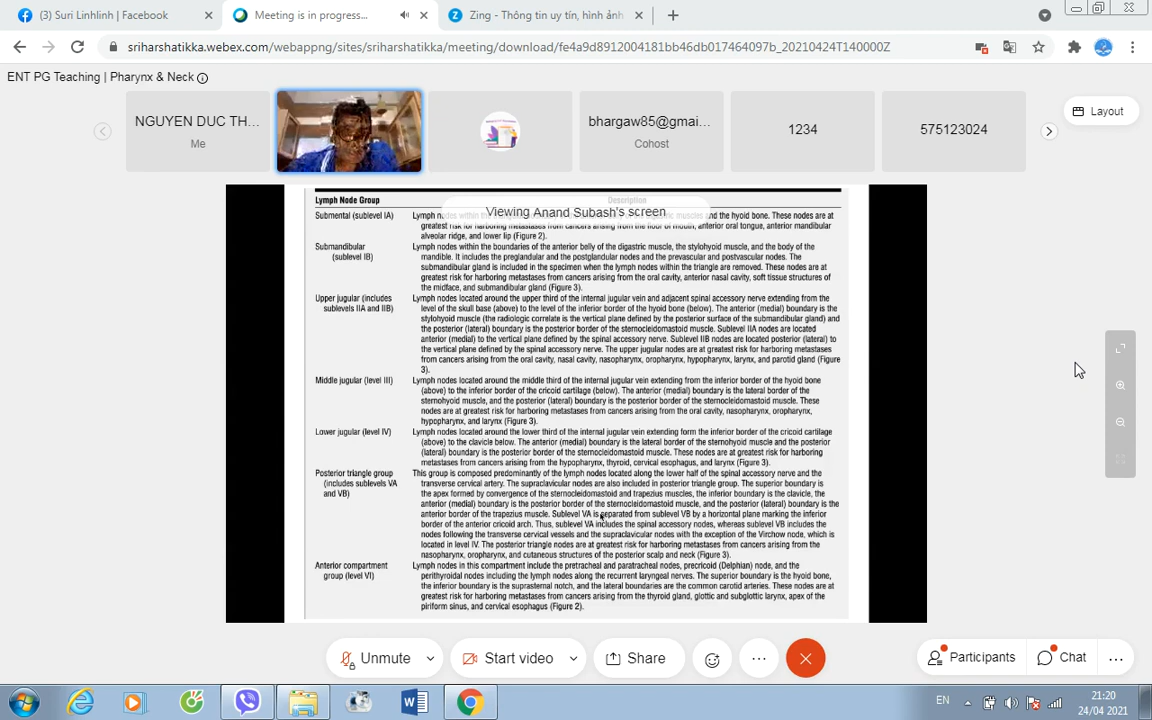 (3) Suri Linhlinh | Facebook
Meeting is in progress...
Zing - Thông tin uy tín, hình ảnh
sriharshatikka.webex.com/webappng/sites/sriharshatikka/meeting/download/fe4a9d8912004181bb46db017464097b_20210424T140000Z
ENT PG Teaching | Pharynx & Neck
Layout
NGUYEN DUC TH...
Me
bhargaw85@gmai...
Cohost
1234
575123024
Viewing Anand Subash's screen
Lymph Node Group
Description
Submental (sublevel IA)
Lymph nodes within the muscles and the hyoid bone. These nodes are at
greatest risk for harboring metastases from cancers arising from the floor of mouth, anterior oral tongue, anterior mandibular
alveolar ridge, and lower lip (Figure 2).
Submandibular
(sublevel IB)
Lymph nodes within the boundaries of the anterior belly of the digastric muscle, the stylohyoid muscle, and the body of the
mandible. It includes the preglandular and the postglandular nodes and the prevascular and postvascular nodes. The
submandibular gland is included in the specimen when the lymph nodes within the triangle are removed. These nodes are at
greatest risk for harboring metastases from cancers arising from the oral cavity, anterior nasal cavity, soft tissue structures of
the midface, and submandibular gland (Figure 3).
Upper jugular (includes
sublevels IIA and IIB)
Lymph nodes located around the upper third of the internal jugular vein and adjacent spinal accessory nerve extending from the
level of the skull base (above) to the level of the inferior border of the hyoid bone (below). The anterior (medial) boundary is the
stylohyoid muscle (the radiologic correlate is the vertical plane defined by the posterior surface of the submandibular gland) and
the posterior (lateral) boundary is the posterior border of the sternocleidomastoid muscle. Sublevel IIA nodes are located
anterior (medial) to the vertical plane defined by the spinal accessory nerve. Sublevel IIB nodes are located posterior (lateral) to
the vertical plane defined by the spinal accessory nerve. The upper jugular nodes are at greatest risk for harboring metastases
from cancers arising from the oral cavity, nasal cavity, nasopharynx, oropharynx, hypopharynx, larynx, and parotid gland (Figure
3).
Middle jugular (level III)
Lymph nodes located around the middle third of the internal jugular vein extending from the inferior border of the hyoid bone
(above) to the inferior border of the cricoid cartilage (below). The anterior (medial) boundary is the lateral border of the
sternohyoid muscle, and the posterior (lateral) boundary is the posterior border of the sternocleidomastoid muscle. These
nodes are at greatest risk for harboring metastases from cancers arising from the oral cavity, nasopharynx, oropharynx,
hypopharynx, and larynx (Figure 3).
Lower jugular (level IV)
Lymph nodes located around the lower third of the internal jugular vein extending form the inferior border of the cricoid cartilage
(above) to the clavicle below. The anterior (medial) boundary is the lateral border of the sternohyoid muscle and the posterior
(lateral) boundary is the posterior border of the sternocleidomastoid muscle. These nodes are at greatest risk for harboring
metastases from cancers arising from the hypopharynx, thyroid, cervical esophagus, and larynx (Figure 3).
Posterior triangle group
(includes sublevels VA
and VB)
This group is composed predominantly of the lymph nodes located along the lower half of the spinal accessory nerve and the
transverse cervical artery. The supraclavicular nodes are also included in posterior triangle group. The superior boundary is
the apex formed by convergence of the sternocleidomastoid and trapezius muscles, the inferior boundary is the clavicle, the
anterior (medial) boundary is the posterior border of the sternocleidomastoid muscle, and the posterior (lateral) boundary is the
anterior border of the trapezius muscle. Sublevel VA is separated from sublevel VB by a horizontal plane marking the inferior
border of the anterior cricoid arch. Thus, sublevel VA includes the spinal accessory nodes, whereas sublevel VB includes the
nodes following the transverse cervical vessels and the supraclavicular nodes with the exception of the Virchow node, which is
located in level IV. The posterior triangle nodes are at greatest risk for harboring metastases from cancers arising from the
nasopharynx, oropharynx, and cutaneous structures of the posterior scalp and neck (Figure 3).
Anterior compartment
group (level VI)
Lymph nodes in this compartment include the pretracheal and paratracheal nodes, precricoid (Delphian) node, and the
perithyroidal nodes including the lymph nodes along the recurrent laryngeal nerves. The superior boundary is the hyoid bone,
the inferior boundary is the suprasternal notch, and the lateral boundaries are the common carotid arteries. These nodes are at
greatest risk for harboring metastases from cancers arising from the thyroid gland, glottic and subglottic larynx, apex of the
piriform sinus, and cervical esophagus (Figure 2).
Unmute
Start video
Share
Participants
Chat
EN
21:20
24/04/2021